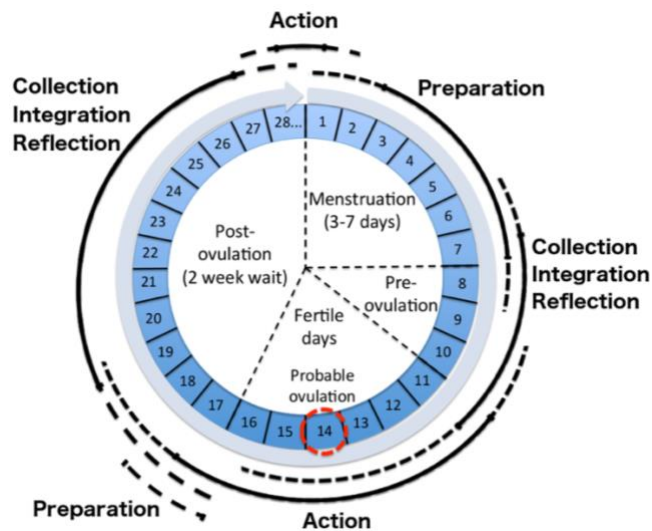 Action
Collection
Integration
Reflection
Preparation
28...
1
2
3
4
5
6
7
8
9
10
11
12
13
14
15
16
17
18
19
20
21
22
23
24
25
26
27
Menstruation
(3-7 days)
Post-
ovulation
(2 week wait)
Pre-
ovulation
Fertile
days
Probable
ovulation
Collection
Integration
Reflection
Preparation
Action